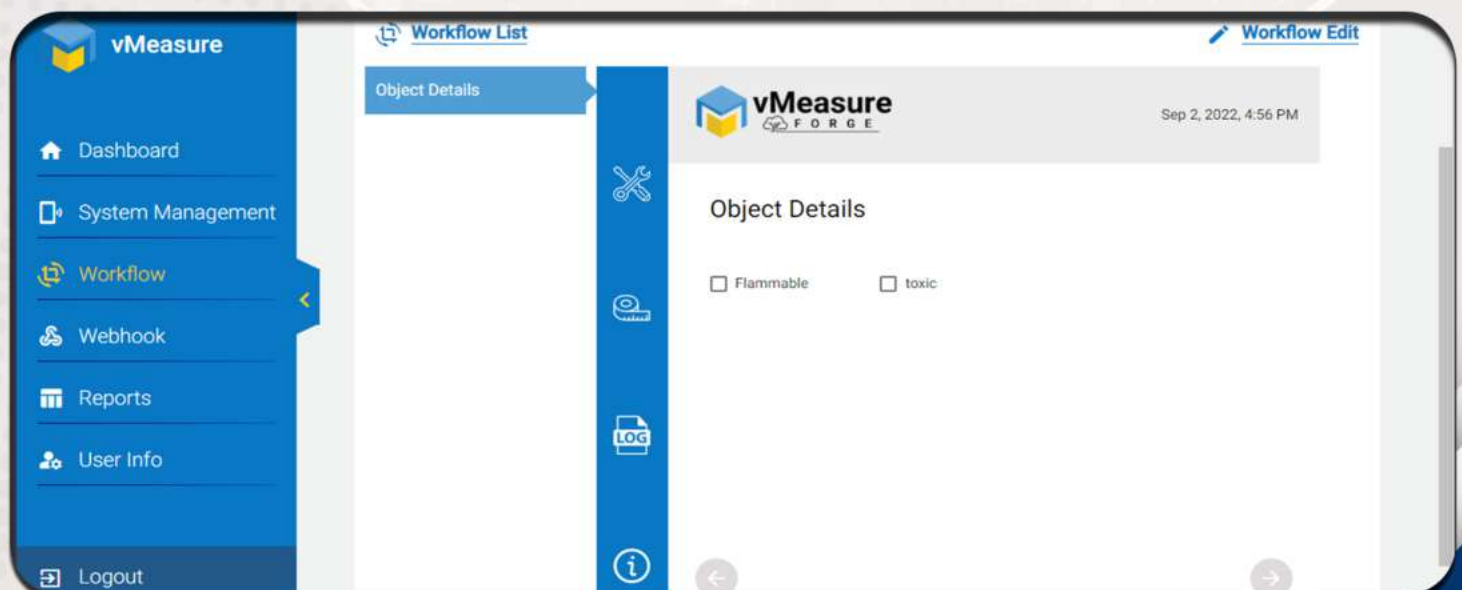 vMeasure
Dashboard
System Management
Workflow
Webhook
Reports
User Info
Logout
Workflow List
Workflow Edit
Object Details
vMeasure
FORGE
Sep 2, 2022, 4:56 PM
LOG
Object Details
Flammable
toxic